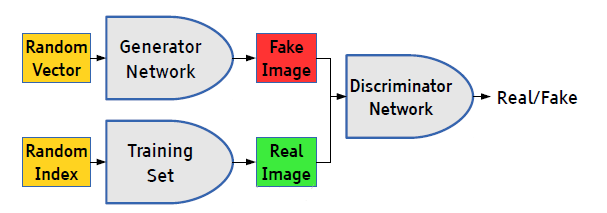 Random
Vector
Generator
Network
Fake
Image
Discriminator
Network
Real/Fake
Random
Index
Training
Set
Real
Image